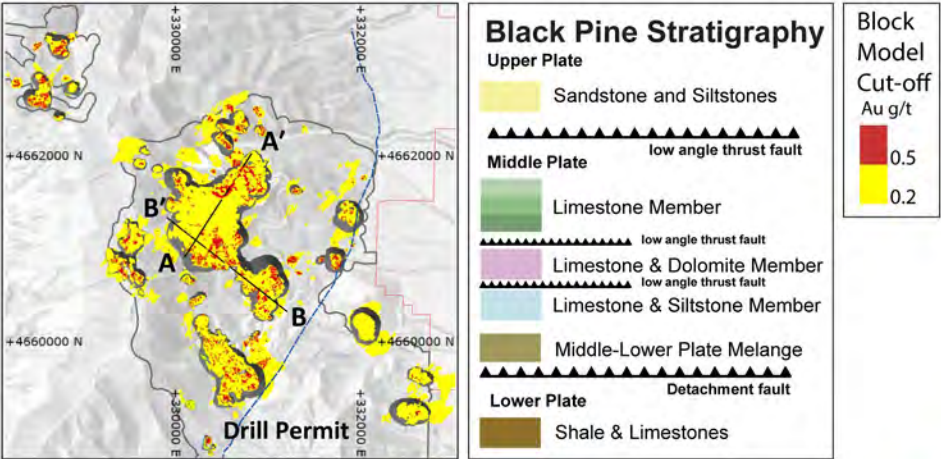 +330000 E
+332000 E
+4662000 N
+4662000 N
A'
B'
A
B
+4660000 N
+4660000 N
+330000 E
+332000 E
Drill Permit
Black Pine Stratigraphy
Upper Plate
Sandstone and Siltstones
low angle thrust fault
Middle Plate
Limestone Member
low angle thrust fault
Limestone & Dolomite Member
low angle thrust fault
Limestone & Siltstone Member
Middle-Lower Plate Melange
Detachment fault
Lower Plate
Shale & Limestones
Block
Model
Cut-off
Au g/t
0.5
0.2